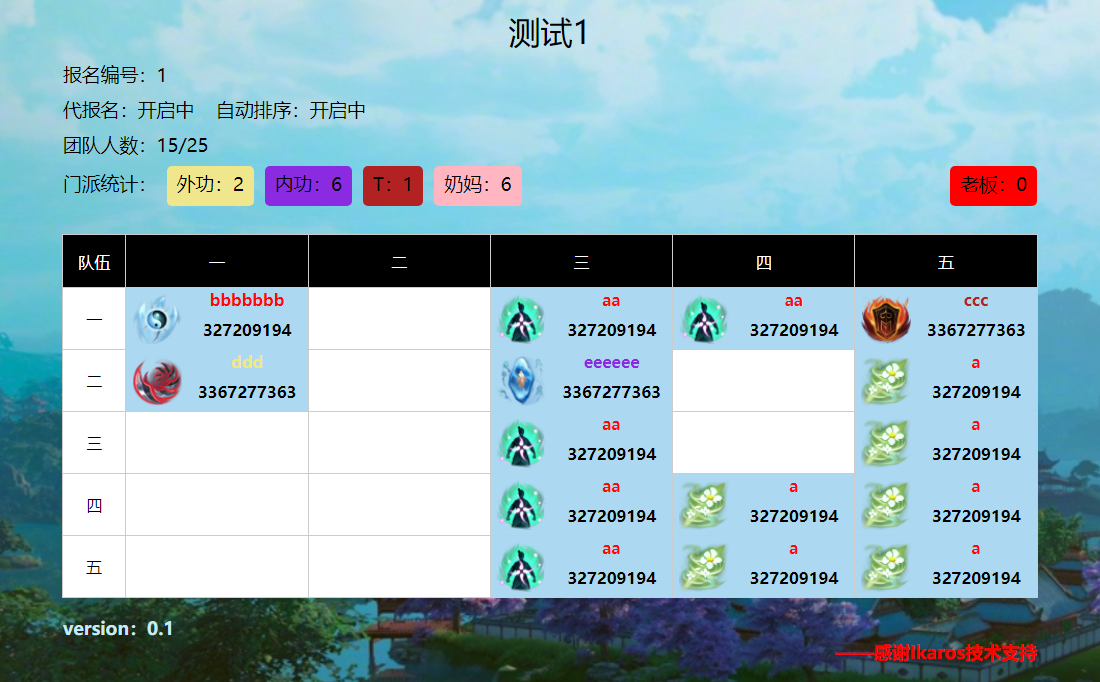 测试1
报名编号：1
代报名：开启中 自动排序：开启中
团队人数：15/25
门派统计： 外功：2 内功：6 T：1 奶妈：6 老板：0
队伍 一 二 三 四 五
一 bbbbbbb aa aa ccc
327209194 327209194 327209194 3367277363
二 ddd eeeeee a
3367277363 3367277363 327209194
三 aa a
327209194 327209194
四 aa a a
327209194 327209194 327209194
五 aa a a
327209194 327209194 327209194
version：0.1
——感谢Ikaros技术支持